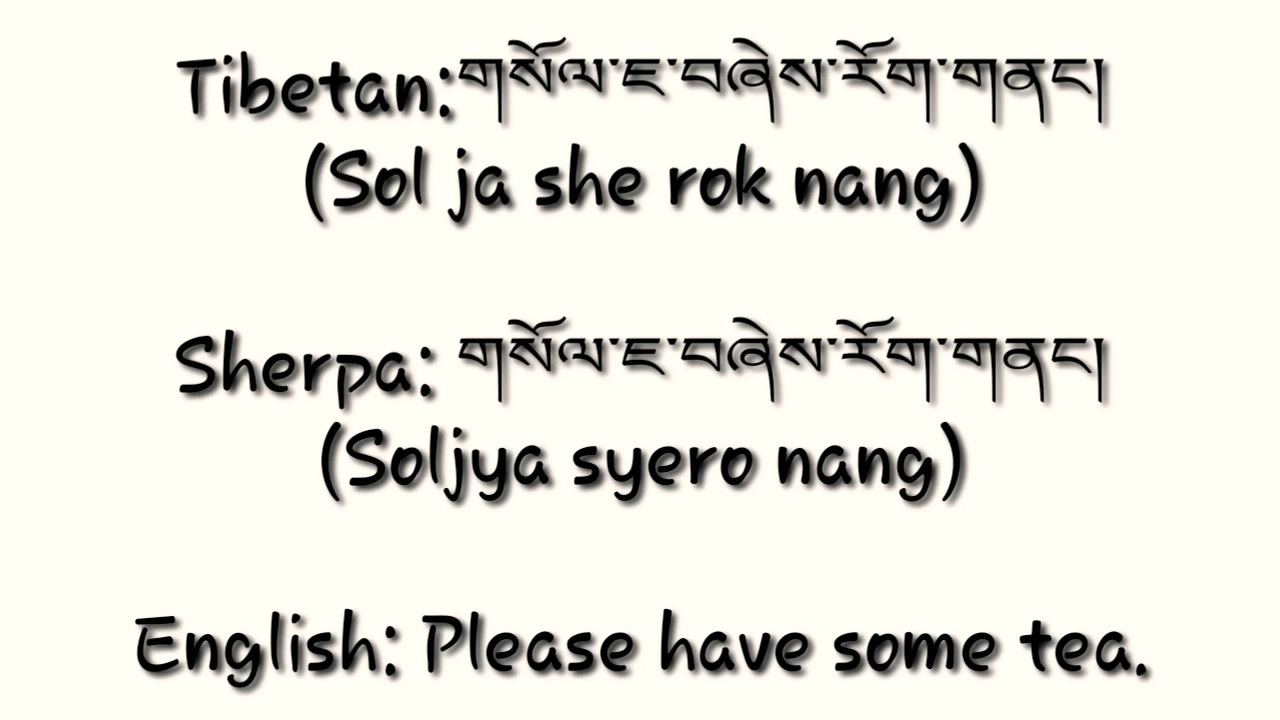 Tibetan:གསོལ་ཇ་བཞེས་རོག་གནང།
(Sol ja she rok nang)
Sherpa: གསོལ་ཇ་བཞེས་རོག་གནང།
(Soljya syero nang)
English: Please have some tea.